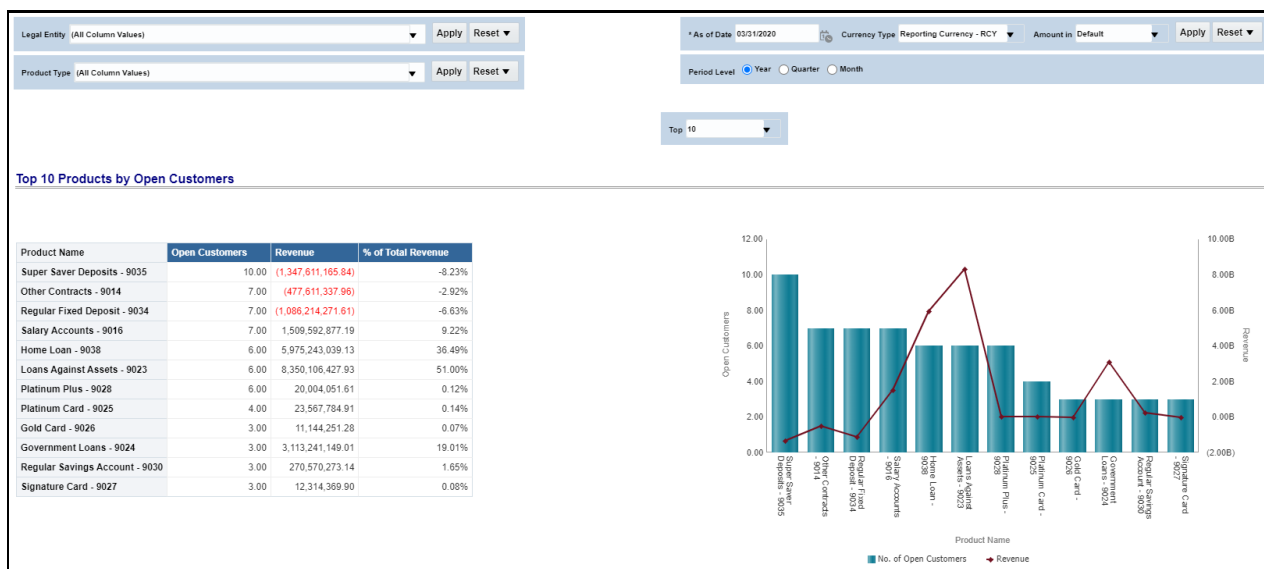 Legal Entity (All Column Values) Apply Reset
* As of Date 03/31/2020 Currency Type Reporting Currency - RCY Amount in Default Apply Reset
Product Type (All Column Values) Apply Reset
Period Level Year Quarter Month
Top 10
Top 10 Products by Open Customers
Product Name Open Customers Revenue % of Total Revenue
Super Saver Deposits - 9035 10.00 (1,347,611,165.84) -8.23%
Other Contracts - 9014 7.00 (477,611,337.96) -2.92%
Regular Fixed Deposit - 9034 7.00 (1,086,214,271.61) -6.63%
Salary Accounts - 9016 7.00 1,509,592,877.19 9.22%
Home Loan - 9038 6.00 5,975,243,039.13 36.49%
Loans Against Assets - 9023 6.00 8,350,106,427.93 51.00%
Platinum Plus - 9028 6.00 20,004,051.61 0.12%
Platinum Card - 9025 4.00 23,567,784.91 0.14%
Gold Card - 9026 3.00 11,144,251.28 0.07%
Government Loans - 9024 3.00 3,113,241,149.01 19.01%
Regular Savings Account - 9030 3.00 270,570,273.14 1.65%
Signature Card - 9027 3.00 12,314,369.90 0.08%
12.00
10.00
8.00
6.00
4.00
2.00
0.00
Open Customers
10.00B
8.00B
6.00B
4.00B
2.00B
0.00B
(2.00B)
Revenue
Super Saver
Deposits - 9035
Other Contracts
- 9014
Regular Fixed
Deposit - 9034
Salary Accounts
- 9016
Home Loan -
9038
Loans Against
Assets - 9023
Platinum Plus -
9028
Platinum Card -
9025
Gold Card -
9026
Government
Loans - 9024
Regular Savings
Account - 9030
Signature Card
- 9027
Product Name
No. of Open Customers Revenue